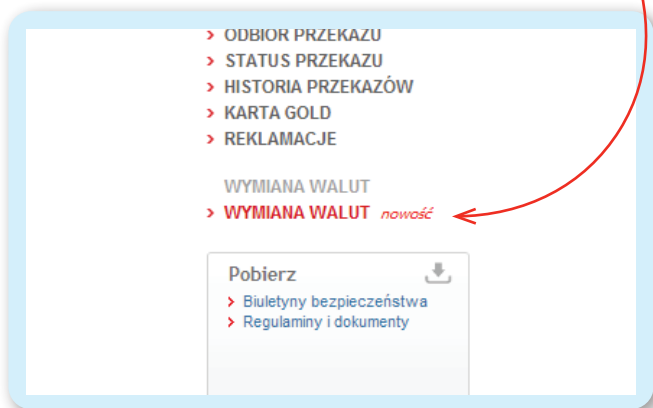 > ODBIÓR PRZEKAZU
> STATUS PRZEKAZU
> HISTORIA PRZEKAZÓW
> KARTA GOLD
> REKLAMACJE
WYMIANA WALUT
> WYMIANA WALUT nowość
Pobierz
> Biuletyny bezpieczeństwa
> Regulaminy i dokumenty